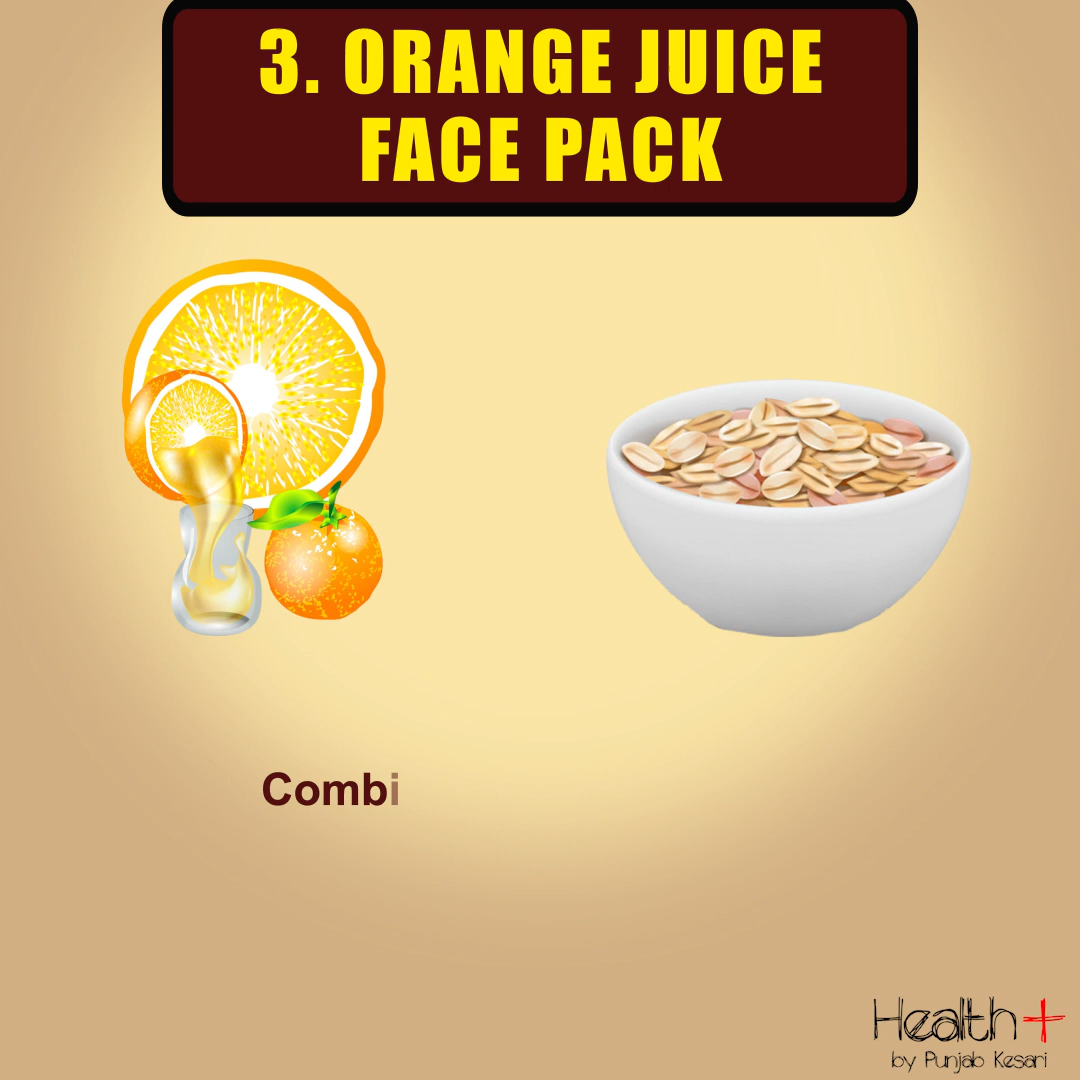 3. ORANGE JUICE
FACE PACK
Combi
Health+
by Punjab Kesari